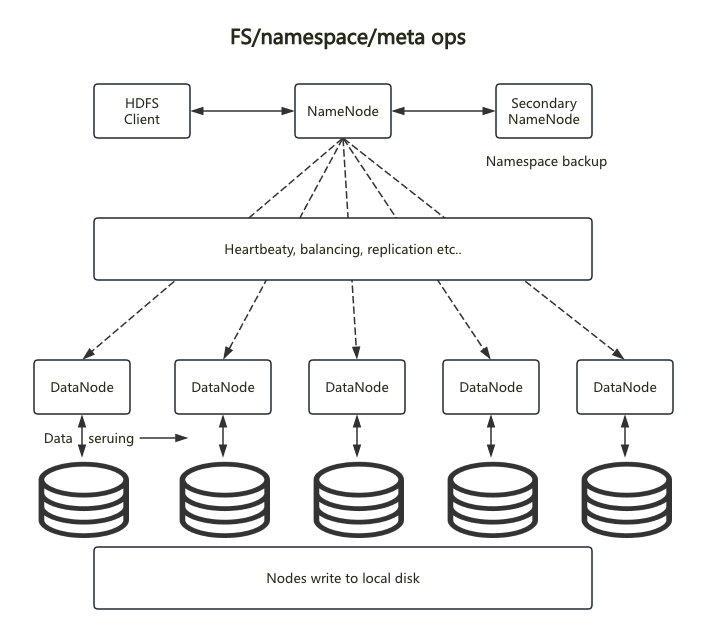 FS/namespace/meta ops
HDFS
Client
NameNode
Secondary
NameNode
Namespace backup
Heartbeaty, balancing, replication etc..
DataNode
DataNode
DataNode
DataNode
DataNode
Data seruing
Nodes write to local disk